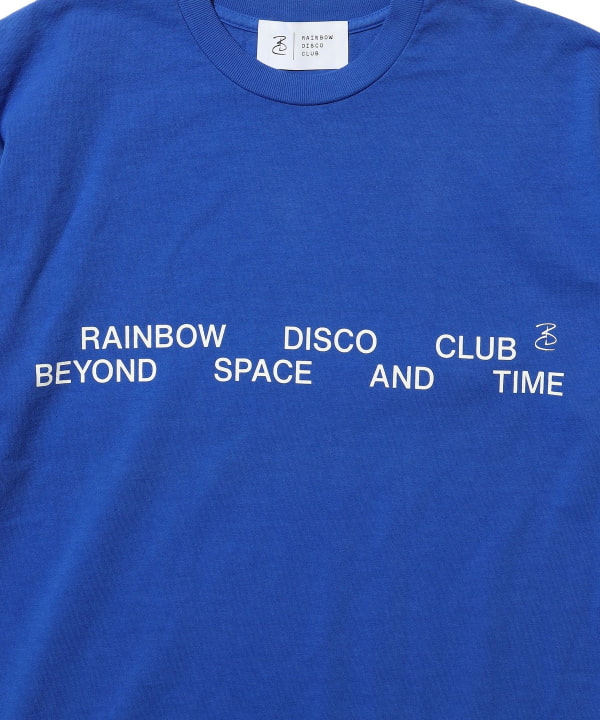 RAINBOW
DISCO
CLUB
RAINBOW DISCO CLUB
BEYOND SPACE AND TIME